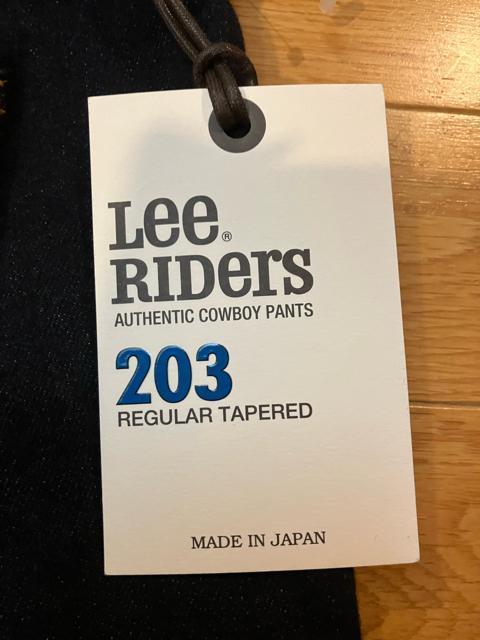 Lee®
RIDers
AUTHENTIC COWBOY PANTS
203
REGULAR TAPERED
MADE IN JAPAN